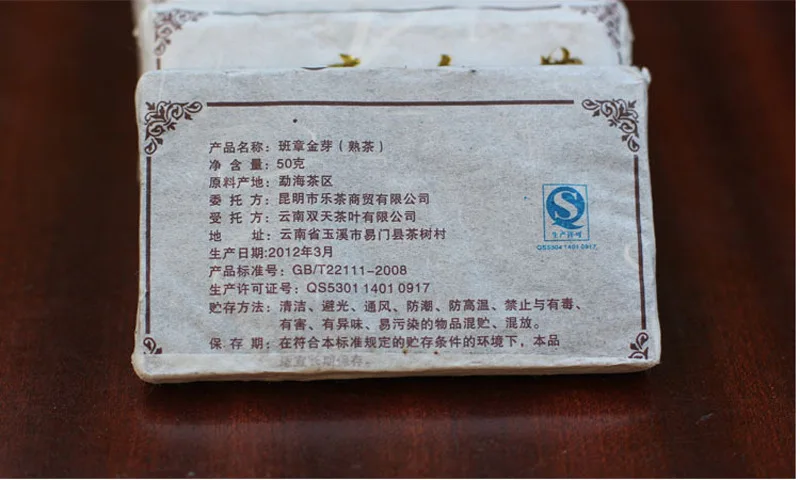 产品名称：班章金芽（熟茶）
净 含 量：50克
原料产地：勐海茶区
委 托 方：昆明市乐茶商贸有限公司
受 托 方：云南双天茶叶有限公司
地 址：云南省玉溪市易门县茶树村
生产日期:2012年3月
产品标准号：GB/T22111-2008
生产许可证号：QS5301 1401 0917
贮存方法：清洁、避光、通风、防潮、防高温、禁止与有毒、
有害、有异味、易污染的物品混贮、混放。
保 存 期：在符合本标准规定的贮存条件的环境下，本品
适宜长期保存。
QS
生产许可
QS5304 1401 0917